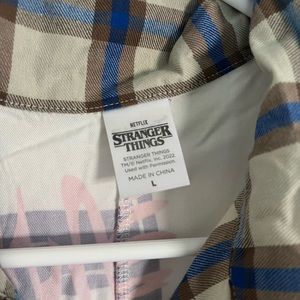 NETFLIX
STRANGER
THINGS
STRANGER THINGS
TM/© Netflix, Inc. 2022.
Used with Permission.
MADE IN CHINA
L